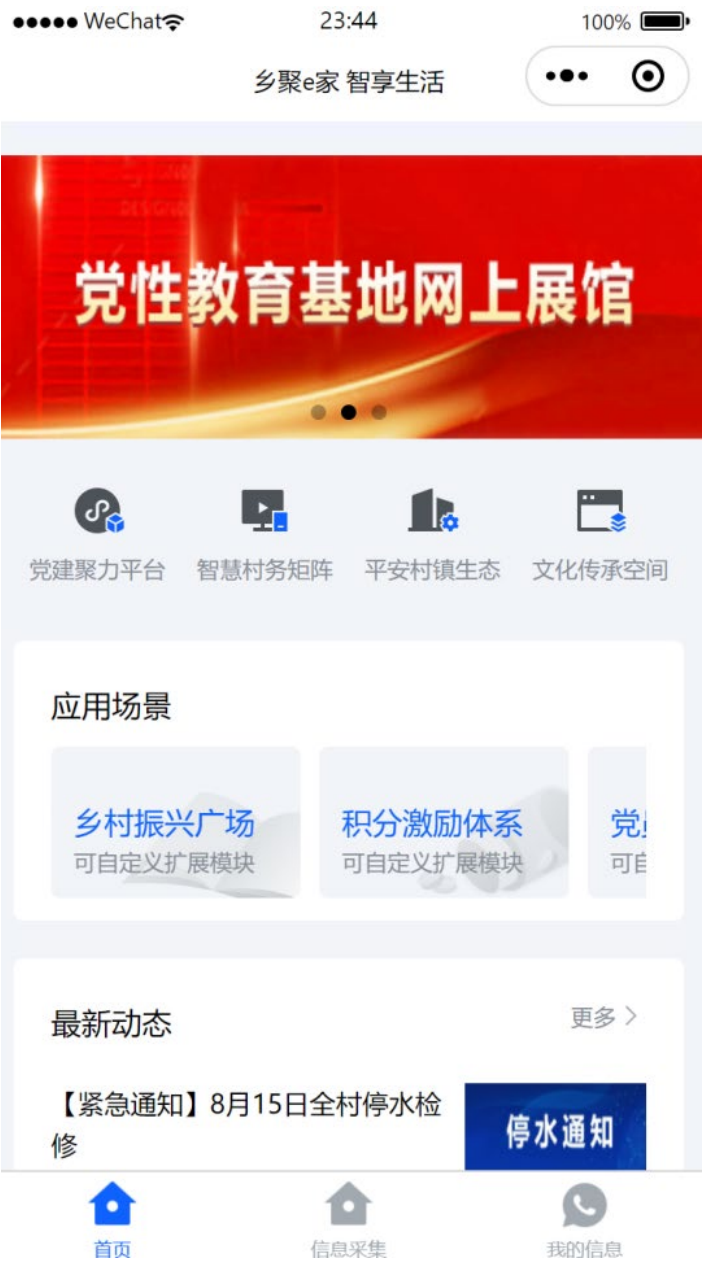 WeChat 23:44 100%
乡聚e家 智享生活
党性教育基地网上展馆
党建聚力平台 智慧村务矩阵 平安村镇生态 文化传承空间
应用场景
乡村振兴广场 积分激励体系 党
可自定义扩展模块 可自定义扩展模块 可自
最新动态 更多
【紧急通知】8月15日全村停水检
修
停水通知
首页 信息采集 我的信息